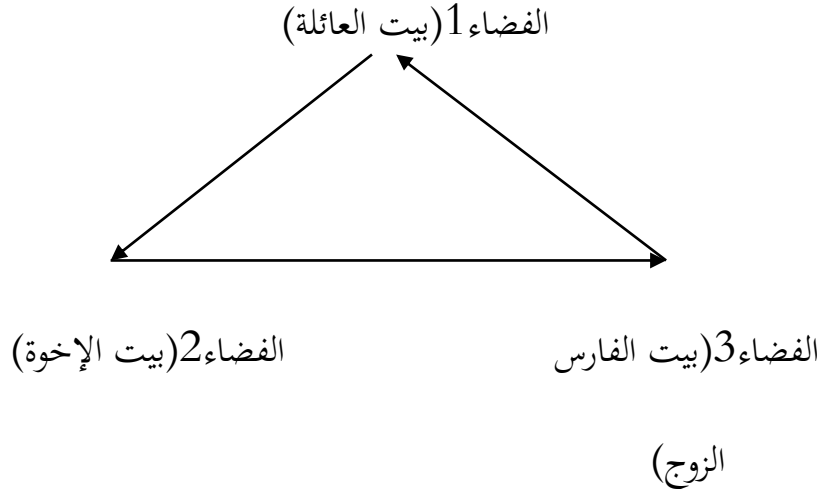 الفضاء1(بيت العائلة)
الفضاء2(بيت الإخوة)
الفضاء3(بيت الفارس
الزوج)